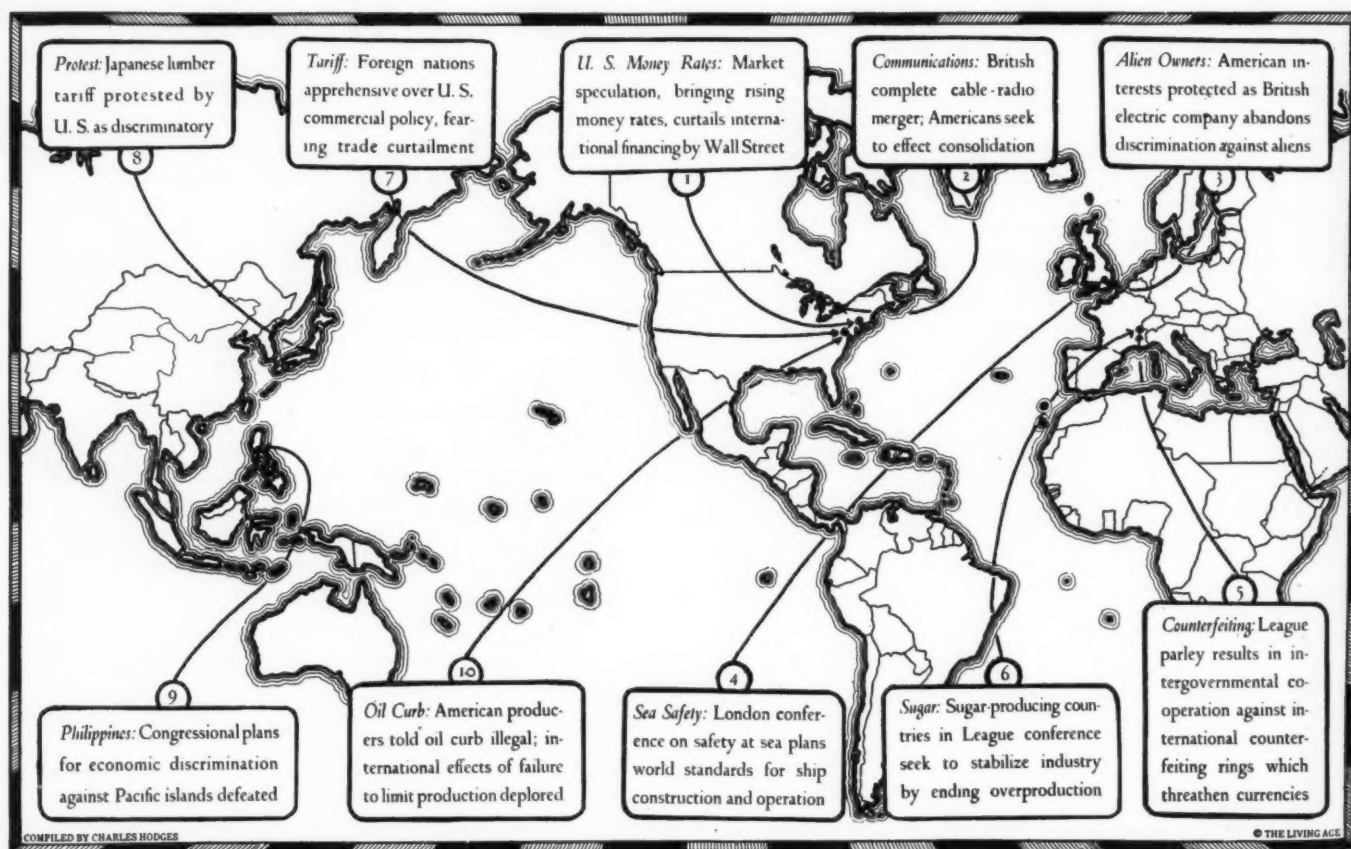 Protest: Japanese lumber
tariff protested by
U. S. as discriminatory
8
Tariff: Foreign nations
apprehensive over U. S.
commercial policy, fear-
ing trade curtailment
7
U. S. Money Rates: Market
speculation, bringing rising
money rates, curtails interna-
tional financing by Wall Street
1
Communications: British
complete cable-radio
merger; Americans seek
to effect consolidation
2
Alien Owners: American in-
terests protected as British
electric company abandons
discrimination against aliens
3
9
Philippines: Congressional plans
for economic discrimination
against Pacific islands defeated
10
Oil Curb: American produc-
ers told oil curb illegal; in-
ternational effects of failure
to limit production deplored
4
Sea Safety: London confer-
ence on safety at sea plans
world standards for ship
construction and operation
6
Sugar: Sugar-producing coun-
tries in League conference
seek to stabilize industry
by ending overproduction
5
Counterfeiting: League
parley results in in-
tergovernmental co-
operation against in-
ternational counter-
feiting rings which
threathen currencies
COMPILED BY CHARLES HODGES
© THE LIVING AGE